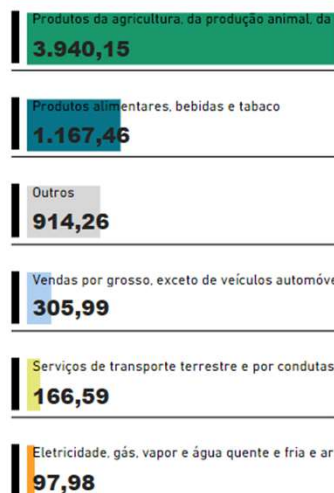 Produtos da agricultura, da produção animal, da
3.940,15
Produtos alimentares, bebidas e tabaco
1.167,46
Outros
914,26
Vendas por grosso, exceto de veículos automóve
305,99
Serviços de transporte terrestre e por condutas
166,59
Eletricidade, gás, vapor e água quente e fria e ar
97,98